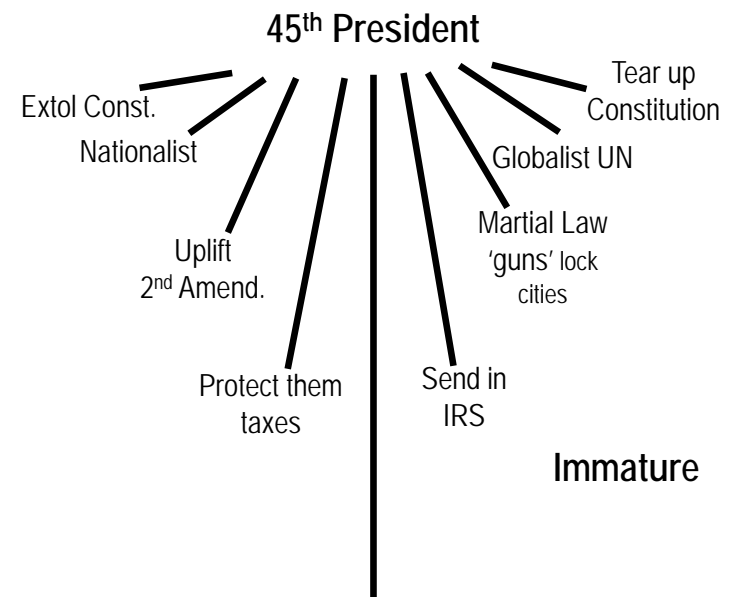 45th President
Extol Const.
Nationalist
Uplift
2nd Amend.
Protect them
taxes
Tear up
Constitution
Globalist UN
Martial Law
‘guns’ lock
cities
Send in
IRS
Immature